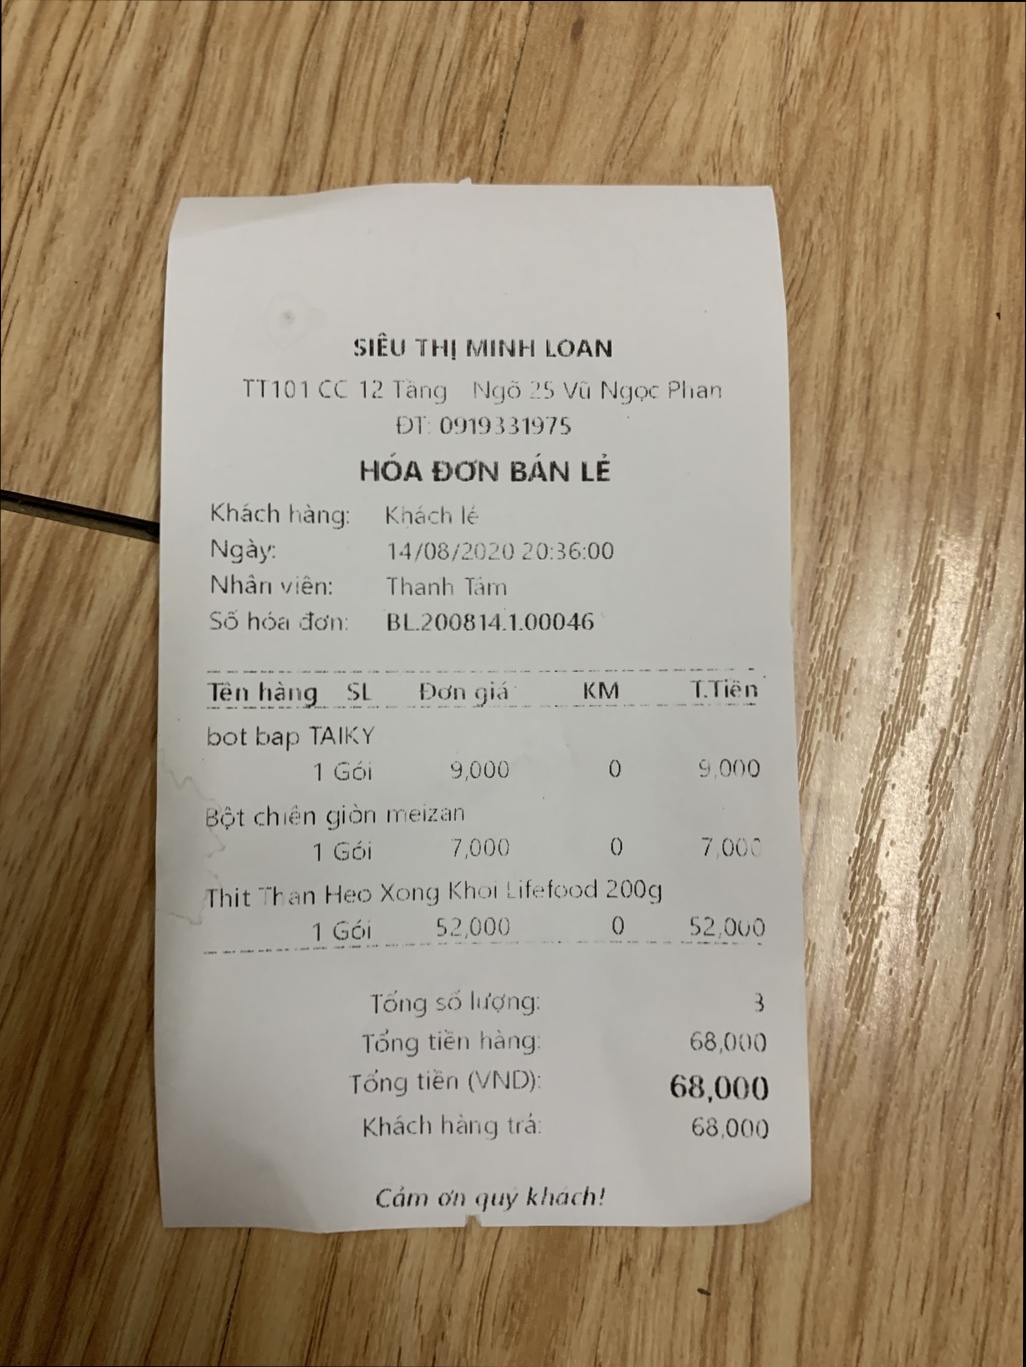 SIÊU THỊ MINH LOAN
TT101 CC 12 Tầng Ngõ 25 Vũ Ngọc Phan
ĐT: 0919331975
HÓA ĐƠN BÁN LẺ
Khách hàng: Khách lẻ
Ngày: 14/08/2020 20:36:00
Nhân viên: Thanh Tâm
Số hóa đơn: BL.200814.1.00046
Tên hàng SL Đơn giá KM T.Tiền
bot bap TAIKY
1 Gói 9,000 0 9,000
Bột chiên giòn meizan
1 Gói 7,000 0 7,000
Thit Than Heo Xong Khoi Lifefood 200g
1 Gói 52,000 0 52,000
Tổng số lượng: 3
Tổng tiền hàng: 68,000
Tổng tiền (VND): 68,000
Khách hàng trả: 68,000
Cảm ơn quý khách!